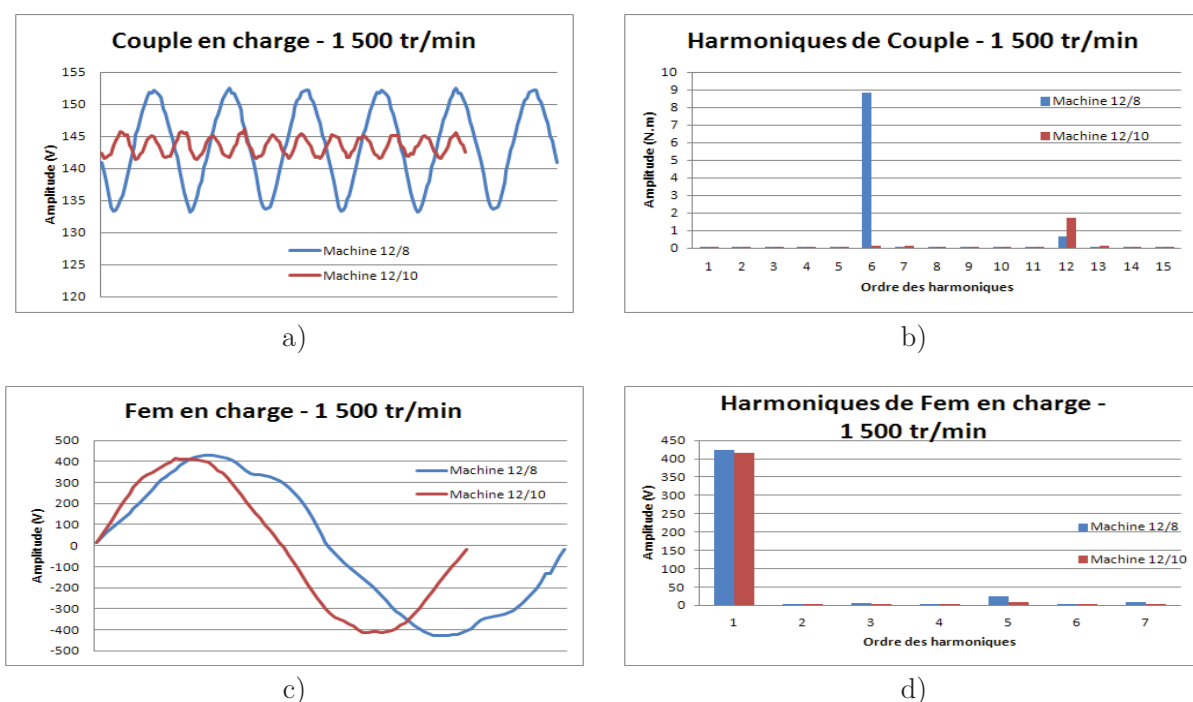 Couple en charge - 1 500 tr/min
Amplitude (V)
155
150
145
140
135
130
125
120
Machine 12/8
Machine 12/10
a)
Harmoniques de Couple - 1 500 tr/min
Amplitude (N.m)
10
9
8
7
6
5
4
3
2
1
0
Machine 12/8
Machine 12/10
1 2 3 4 5 6 7 8 9 10 11 12 13 14 15
Ordre des harmoniques
b)
Fem en charge - 1 500 tr/min
Amplitude (V)
500
400
300
200
100
0
-100
-200
-300
-400
-500
Machine 12/8
Machine 12/10
c)
Harmoniques de Fem en charge -
1 500 tr/min
Amplitude (V)
450
400
350
300
250
200
150
100
50
0
Machine 12/8
Machine 12/10
1 2 3 4 5 6 7
Ordre des harmoniques
d)